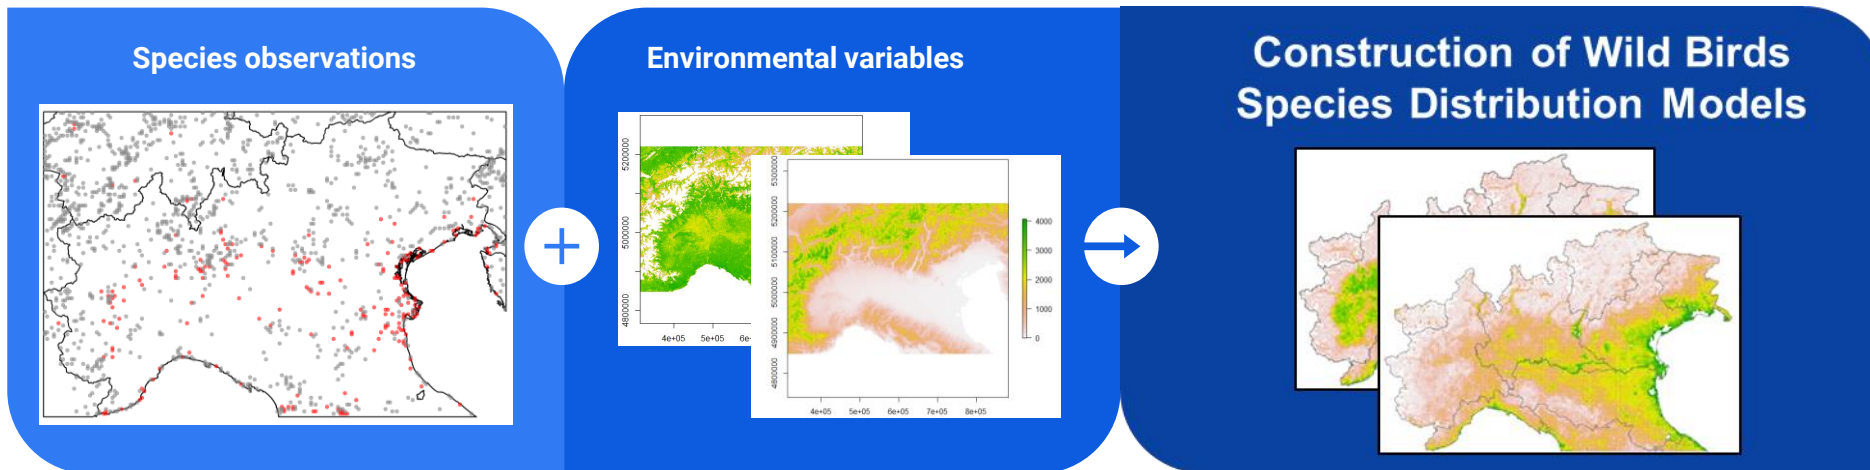 Species observations
Environmental variables
Construction of Wild Birds
Species Distribution Models
5200000
5000000
4800000
4e+05 5e+05 6e-
5300000
5200000
5100000
5000000
4900000
4800000
4e+05 5e+05 6e+05 7e+05 8e+05
4000
3000
2000
1000
0